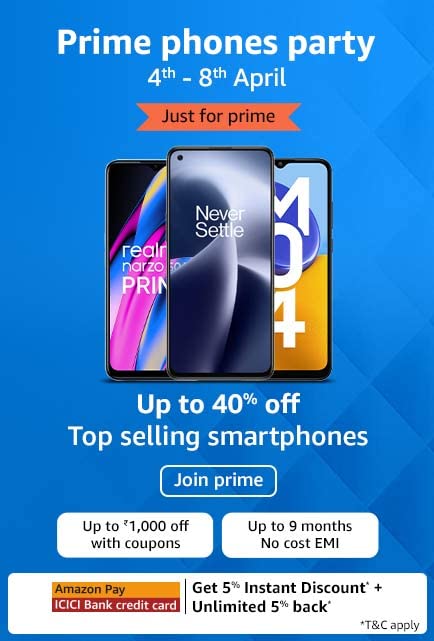 Prime phones party
4th - 8th April
Just for prime
Never
Settle
realm
narzo 50
PRIM
M
04
Up to 40% off
Top selling smartphones
Join prime
Up to ₹1,000 off
with coupons
Up to 9 months
No cost EMI
Amazon Pay
ICICI Bank credit card
Get 5% Instant Discount* +
Unlimited 5% back*
*T&C apply